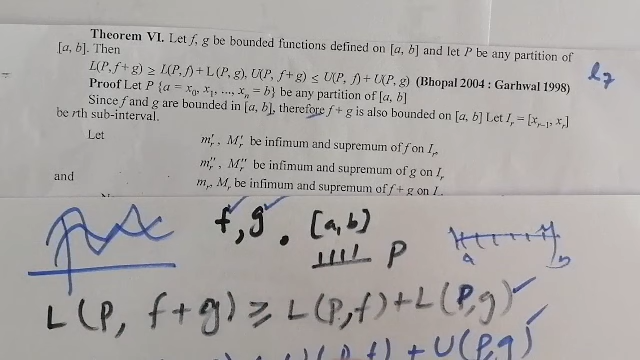 Theorem VI. Let f, g be bounded functions defined on [a, b] and let P be any partition of
[a, b]. Then
L(P, f + g) ≥ L(P, f) + L (P, g), U(P, f + g) ≤ U(P, f) + U(P, g) (Bhopal 2004 : Garhwal 1998)
Proof Let P {a = x₀, x₁, ..., xₙ = b} be any partition of [a, b]
Since f and g are bounded in [a, b], therefore f + g is also bounded on [a, b] Let Iᵣ = [xᵣ₋₁, xᵣ]
be rth sub-interval.
Let m′ᵣ , M′ᵣ be infimum and supremum of f on Iᵣ,
m″ᵣ , M″ᵣ be infimum and supremum of g on Iᵣ
and mᵣ, Mᵣ be infimum and supremum of f + g on I
f, g . [a, b]
P
a b
L (P, f + g) ≥ L (P, f) + L (P, g)
+ U (P, g)